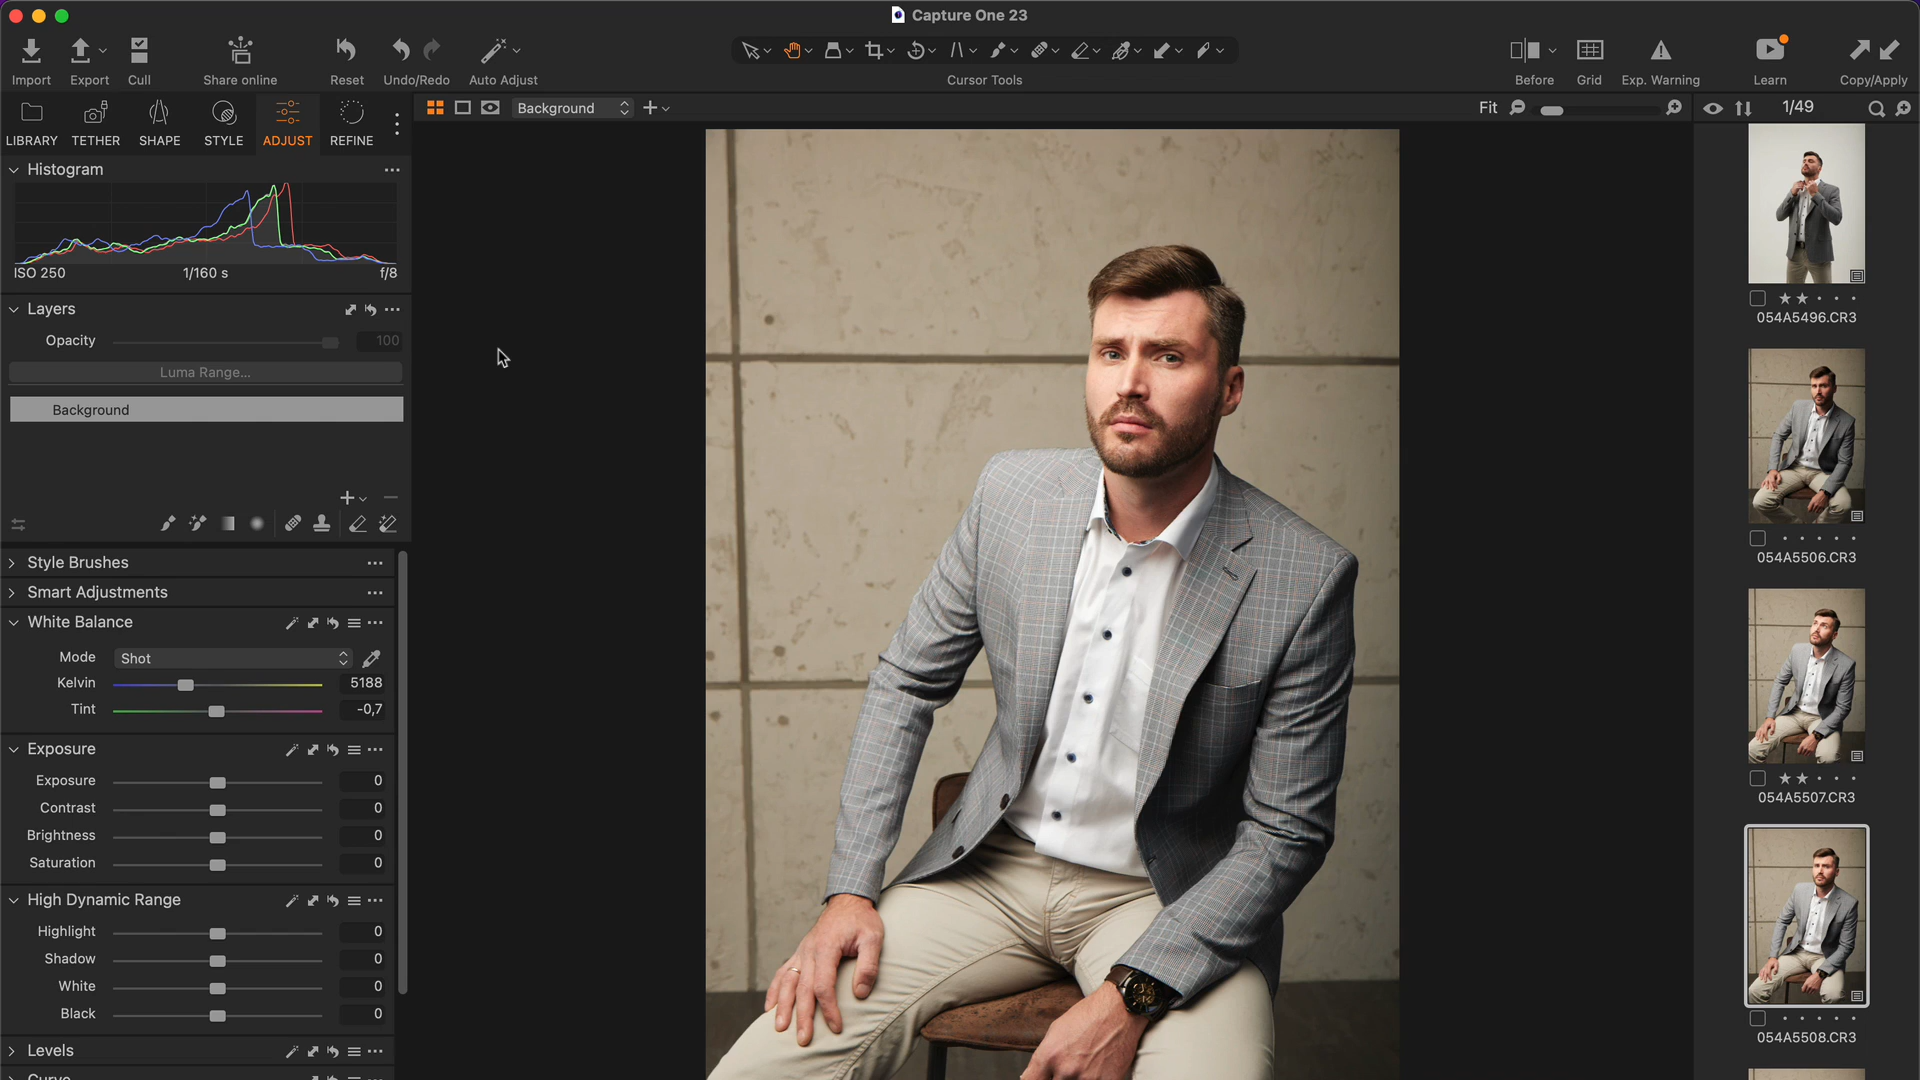 Capture One 23
Import
Export
Cull
Share online
Reset
Undo/Redo
Auto Adjust
Cursor Tools
Before
Grid
Exp. Warning
Learn
Copy/Apply
LIBRARY
TETHER
SHAPE
STYLE
ADJUST
REFINE
Background
Fit
1/49
Histogram
ISO 250
1/160 s
f/8
Layers
Opacity
100
Luma Range...
Background
Style Brushes
Smart Adjustments
White Balance
Mode
Shot
Kelvin
5188
Tint
-0,7
Exposure
Exposure
0
Contrast
0
Brightness
0
Saturation
0
High Dynamic Range
Highlight
0
Shadow
0
White
0
Black
0
Levels
Curve
054A5496.CR3
054A5506.CR3
054A5507.CR3
054A5508.CR3